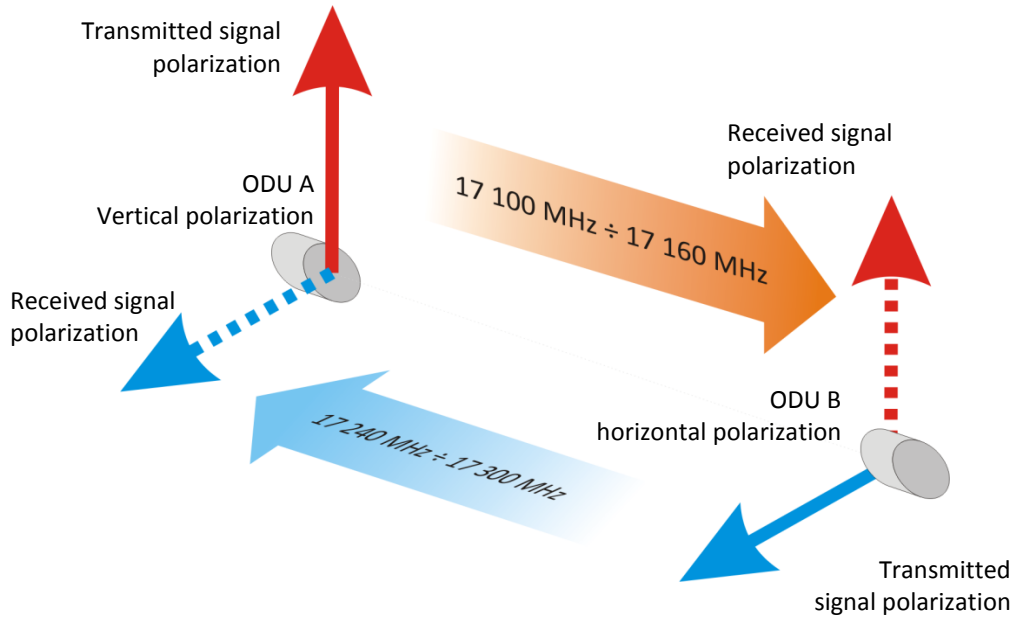 Transmitted signal
polarization
ODU A
Vertical polarization
Received signal
polarization
17 100 MHz ÷ 17 160 MHz
Received signal
polarization
17 240 MHz ÷ 17 300 MHz
ODU B
horizontal polarization
Transmitted
signal polarization